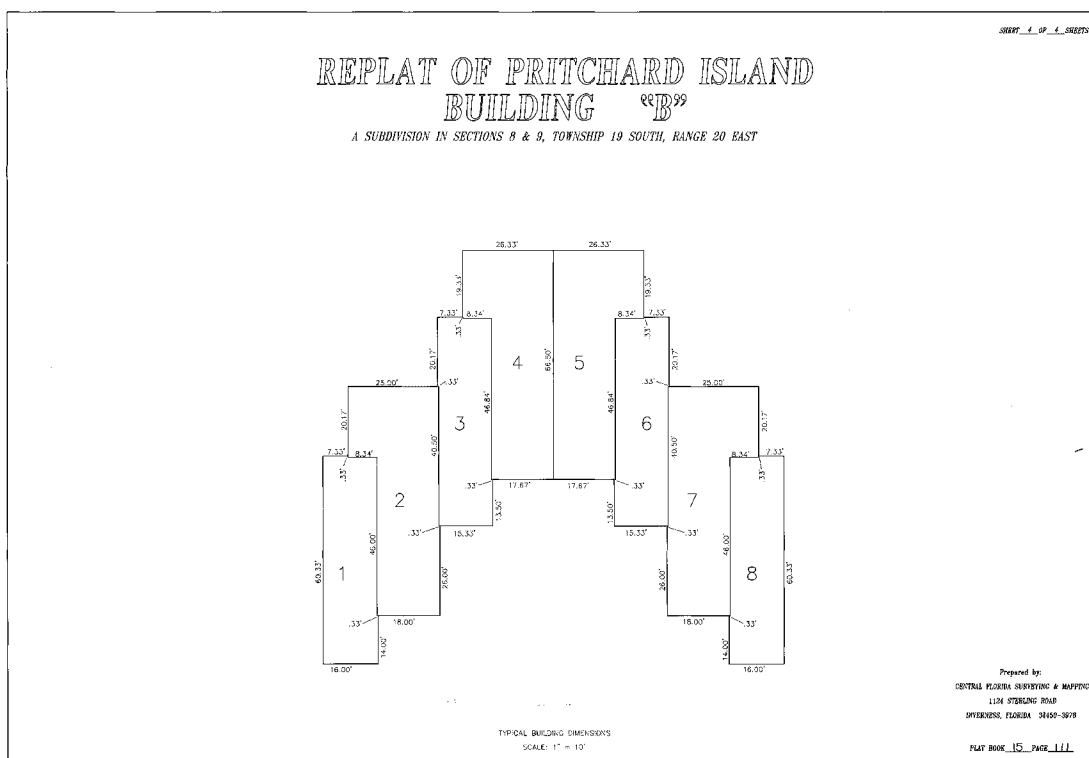 SHEET 4 OF 4 SHEETS
REPLAT OF PRITCHARD ISLAND
BUILDING "B"
A SUBDIVISION IN SECTIONS 8 & 9, TOWNSHIP 19 SOUTH, RANGE 20 EAST
26.33' 26.33'
19.33' 19.33'
7.33' 8.34' 8.34' 7.33'
.33' .33'
20.17' 4 66.50' 5 20.17'
25.00' .33' .33' 25.00'
20.17' 3 46.84' 46.84' 6 20.17'
40.50' 40.50'
7.33' 8.34' 8.34' 7.33'
.33' .33'
.33' 17.67' 17.67' .33'
2 13.50' 13.50' 7
.33' 15.33' 15.33' .33'
60.33' 1 46.00' 26.00' 26.00' 46.00' 8 60.33'
.33' 18.00' 18.00' .33'
14.00' 14.00'
16.00' 16.00'
TYPICAL BUILDING DIMENSIONS
SCALE: 1" = 10'
Prepared by:
CENTRAL FLORIDA SURVEYING & MAPPING
1124 STERLING ROAD
INVERNESS, FLORIDA 34450-3978
PLAT BOOK 15 PAGE 111